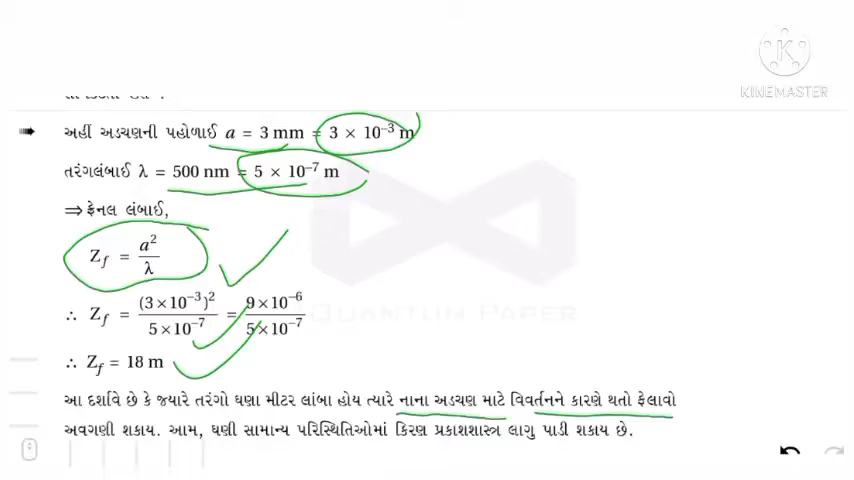 KINEMASTER
અહીં અડચણની પહોળાઈ a = 3 mm = 3 × 10⁻³ m
તરંગલંબાઈ λ = 500 nm = 5 × 10⁻⁷ m
⇒ ફ્રેનલ લંબાઈ,
Z_f = a²/λ
∴ Z_f = (3×10⁻³)²/5×10⁻⁷ = 9×10⁻⁶/5×10⁻⁷
QUANTUM PAPER
∴ Z_f = 18 m
આ દર્શાવે છે કે જ્યારે તરંગો ઘણા મીટર લાંબા હોય ત્યારે નાના અડચણ માટે વિવર્તનને કારણે થતો ફેલાવો
અવગણી શકાય. આમ, ઘણી સામાન્ય પરિસ્થિતિઓમાં કિરણ પ્રકાશશાસ્ત્ર લાગુ પાડી શકાય છે.